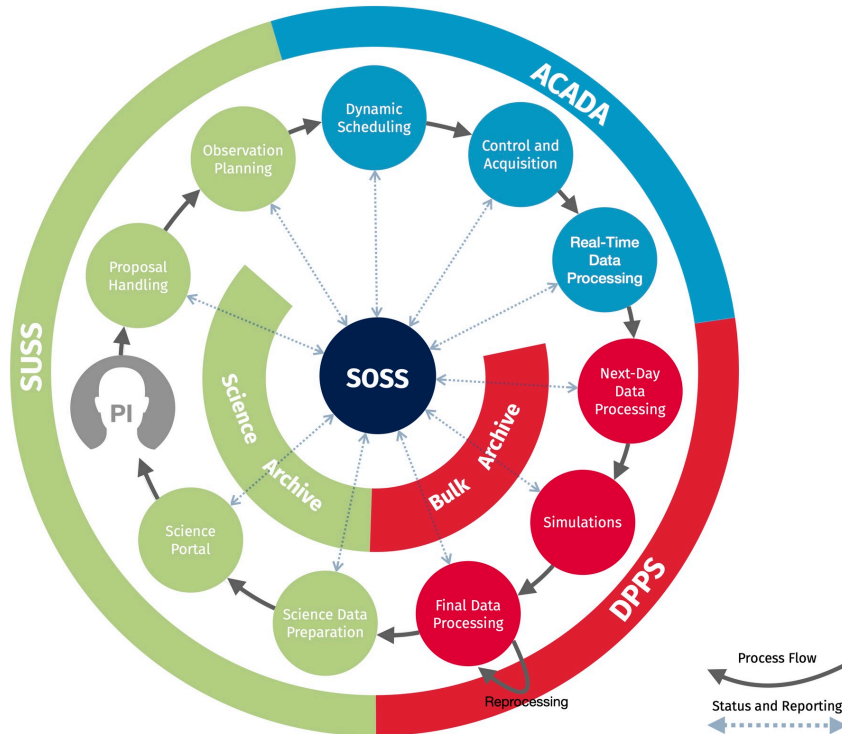 ACADA
Dynamic
Scheduling
Control and
Acquisition
Observation
Planning
Real-Time
Data
Processing
Proposal
Handling
SUSS
SOSS
Next-Day
Data
Processing
PI
Science
Archive
Bulk
Archive
Simulations
Science
Portal
DPPS
Final Data
Processing
Science Data
Preparation
Reprocessing
Process Flow
Status and Reporting